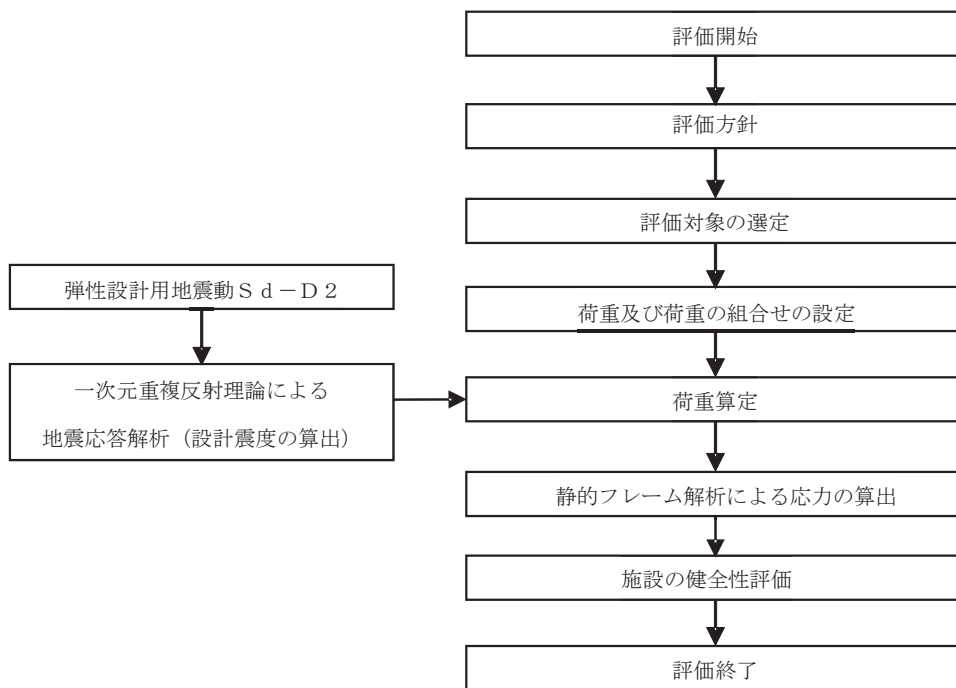 評価開始
評価方針
評価対象の選定
荷重及び荷重の組合せの設定
弾性設計用地震動Ｓｄ－Ｄ２
一次元重複反射理論による
地震応答解析（設計震度の算出）
荷重算定
静的フレーム解析による応力の算出
施設の健全性評価
評価終了